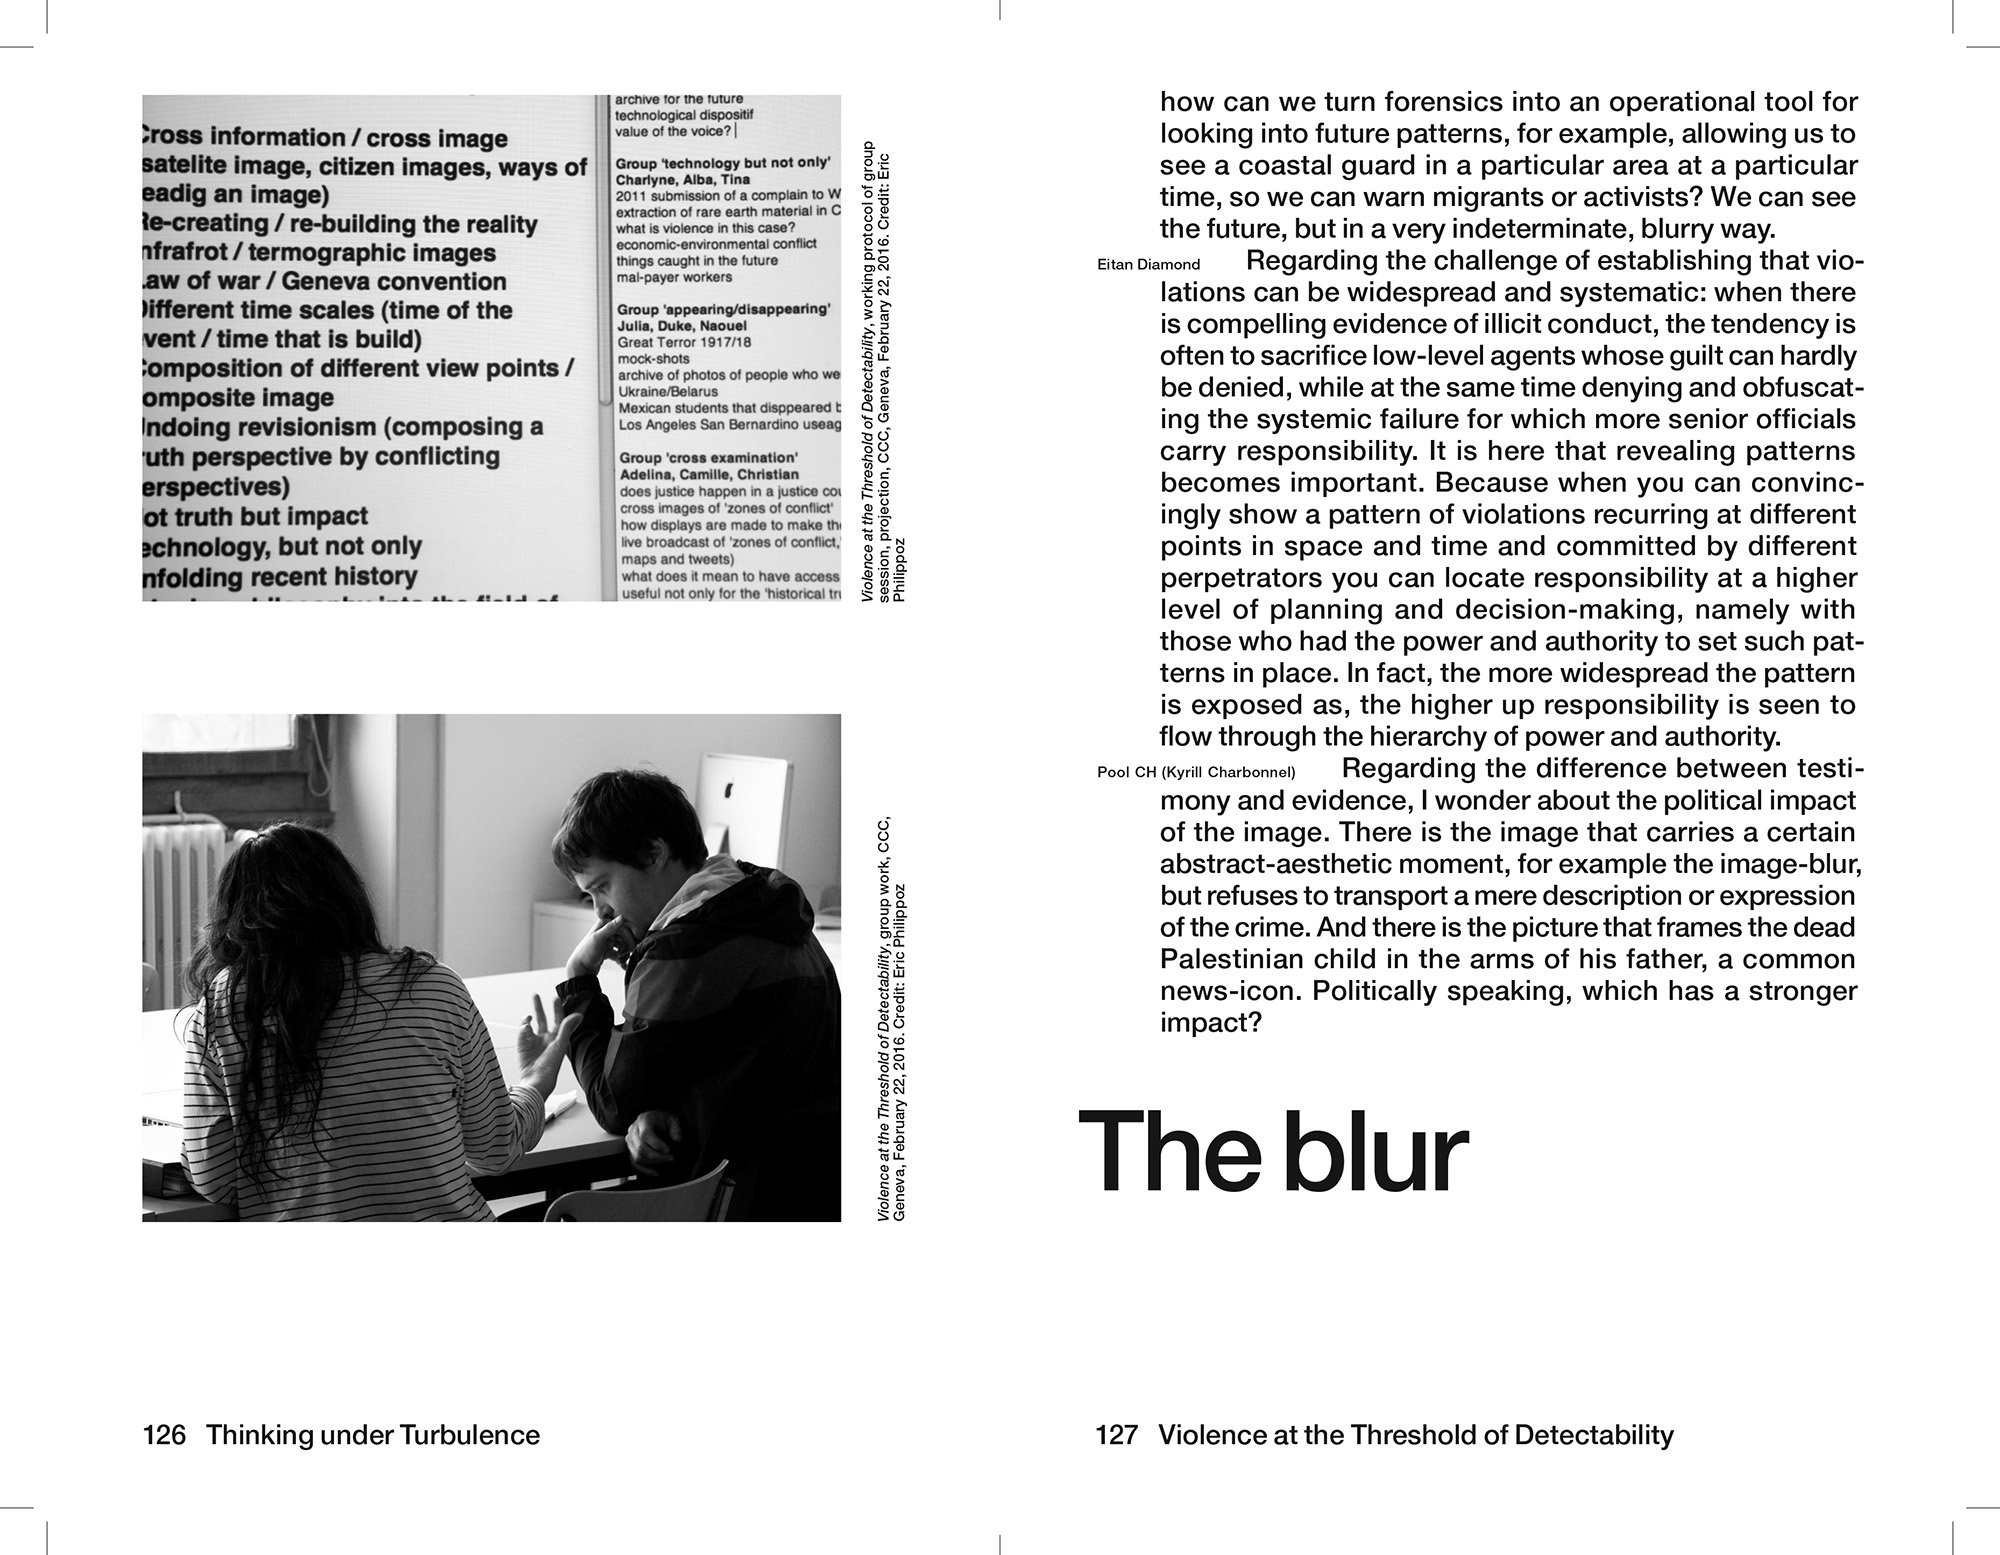 Cross information / cross image
satelite image, citizen images, ways of
eadig an image)
Re-creating / re-building the reality
nfrafrot / termographic images
Law of war / Geneva convention
Different time scales (time of the
vent / time that is build)
Composition of different view points /
omposite image
Undoing revisionism (composing a
ruth perspective by conflicting
erspectives)
ot truth but impact
echnology, but not only
nfolding recent history
archive for the future
technological dispositif
value of the voice?
Group 'technology but not only'
Charlyne, Alba, Tina
2011 submission of a complain to W
extraction of rare earth material in C
what is violence in this case?
economic-environmental conflict
things caught in the future
mal-payer workers
Group 'appearing/disappearing'
Julia, Duke, Naouel
Great Terror 1917/18
mock-shots
archive of photos of people who we
Ukraine/Belarus
Mexican students that disppeared b
Los Angeles San Bernardino useag
Group 'cross examination'
Adelina, Camille, Christian
does justice happen in a justice cou
cross images of 'zones of conflict'
how displays are made to make the
live broadcast of 'zones of conflict,'
maps and tweets)
what does it mean to have access
useful not only for the 'historical tru
Violence at the Threshold of Detectability, working protocol of group
session, projection, CCC, Geneva, February 22, 2016. Credit: Eric
Philippoz
Violence at the Threshold of Detectability, group work, CCC,
Geneva, February 22, 2016. Credit: Eric Philippoz
126 Thinking under Turbulence
how can we turn forensics into an operational tool for
looking into future patterns, for example, allowing us to
see a coastal guard in a particular area at a particular
time, so we can warn migrants or activists? We can see
the future, but in a very indeterminate, blurry way.
Eitan Diamond Regarding the challenge of establishing that vio-
lations can be widespread and systematic: when there
is compelling evidence of illicit conduct, the tendency is
often to sacrifice low-level agents whose guilt can hardly
be denied, while at the same time denying and obfuscat-
ing the systemic failure for which more senior officials
carry responsibility. It is here that revealing patterns
becomes important. Because when you can convinc-
ingly show a pattern of violations recurring at different
points in space and time and committed by different
perpetrators you can locate responsibility at a higher
level of planning and decision-making, namely with
those who had the power and authority to set such pat-
terns in place. In fact, the more widespread the pattern
is exposed as, the higher up responsibility is seen to
flow through the hierarchy of power and authority.
Pool CH (Kyrill Charbonnel) Regarding the difference between testi-
mony and evidence, I wonder about the political impact
of the image. There is the image that carries a certain
abstract-aesthetic moment, for example the image-blur,
but refuses to transport a mere description or expression
of the crime. And there is the picture that frames the dead
Palestinian child in the arms of his father, a common
news-icon. Politically speaking, which has a stronger
impact?
The blur
127 Violence at the Threshold of Detectability